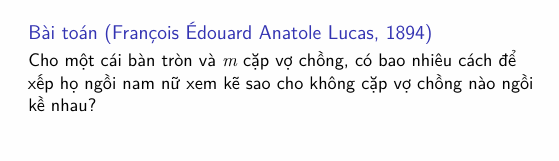 Bài toán (François Édouard Anatole Lucas, 1894)
Cho một cái bàn tròn và m cặp vợ chồng, có bao nhiêu cách để
xếp họ ngồi nam nữ xem kẽ sao cho không cặp vợ chồng nào ngồi
kề nhau?